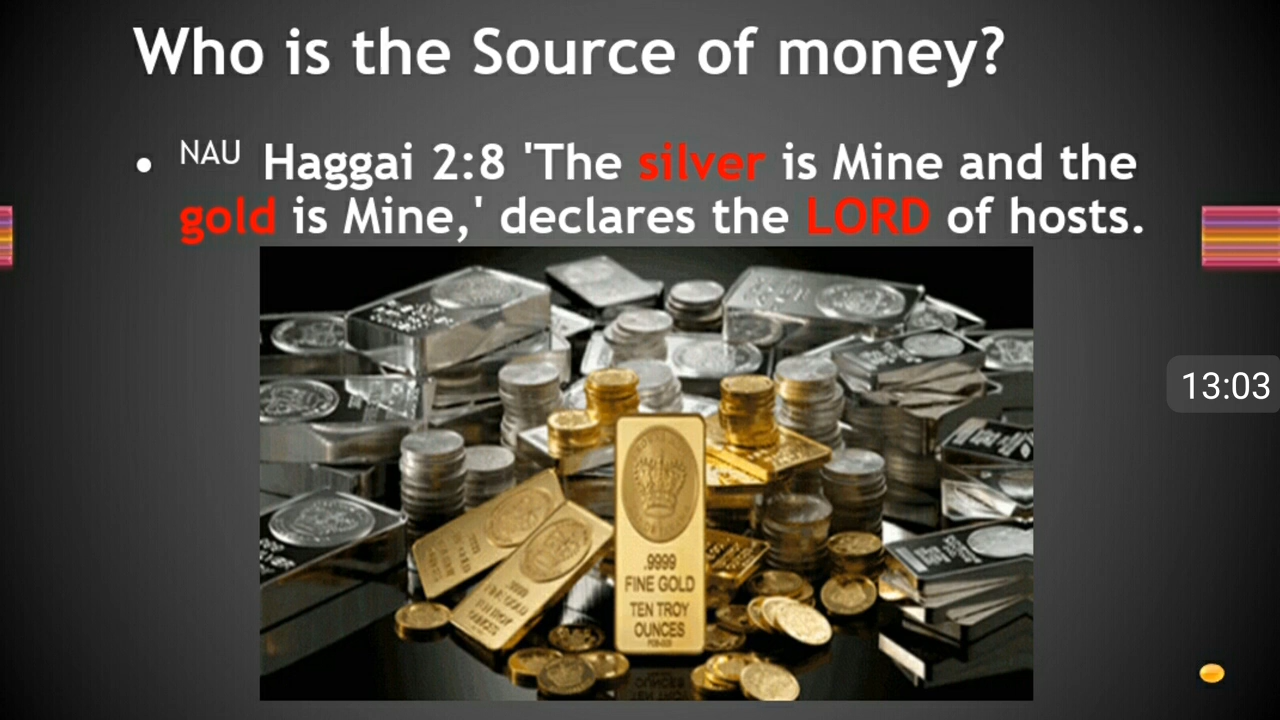 Who is the Source of money?
• NAU Haggai 2:8 'The silver is Mine and the
gold is Mine,' declares the LORD of hosts.
13:03
.9999
FINE GOLD
TEN TROY
OUNCES